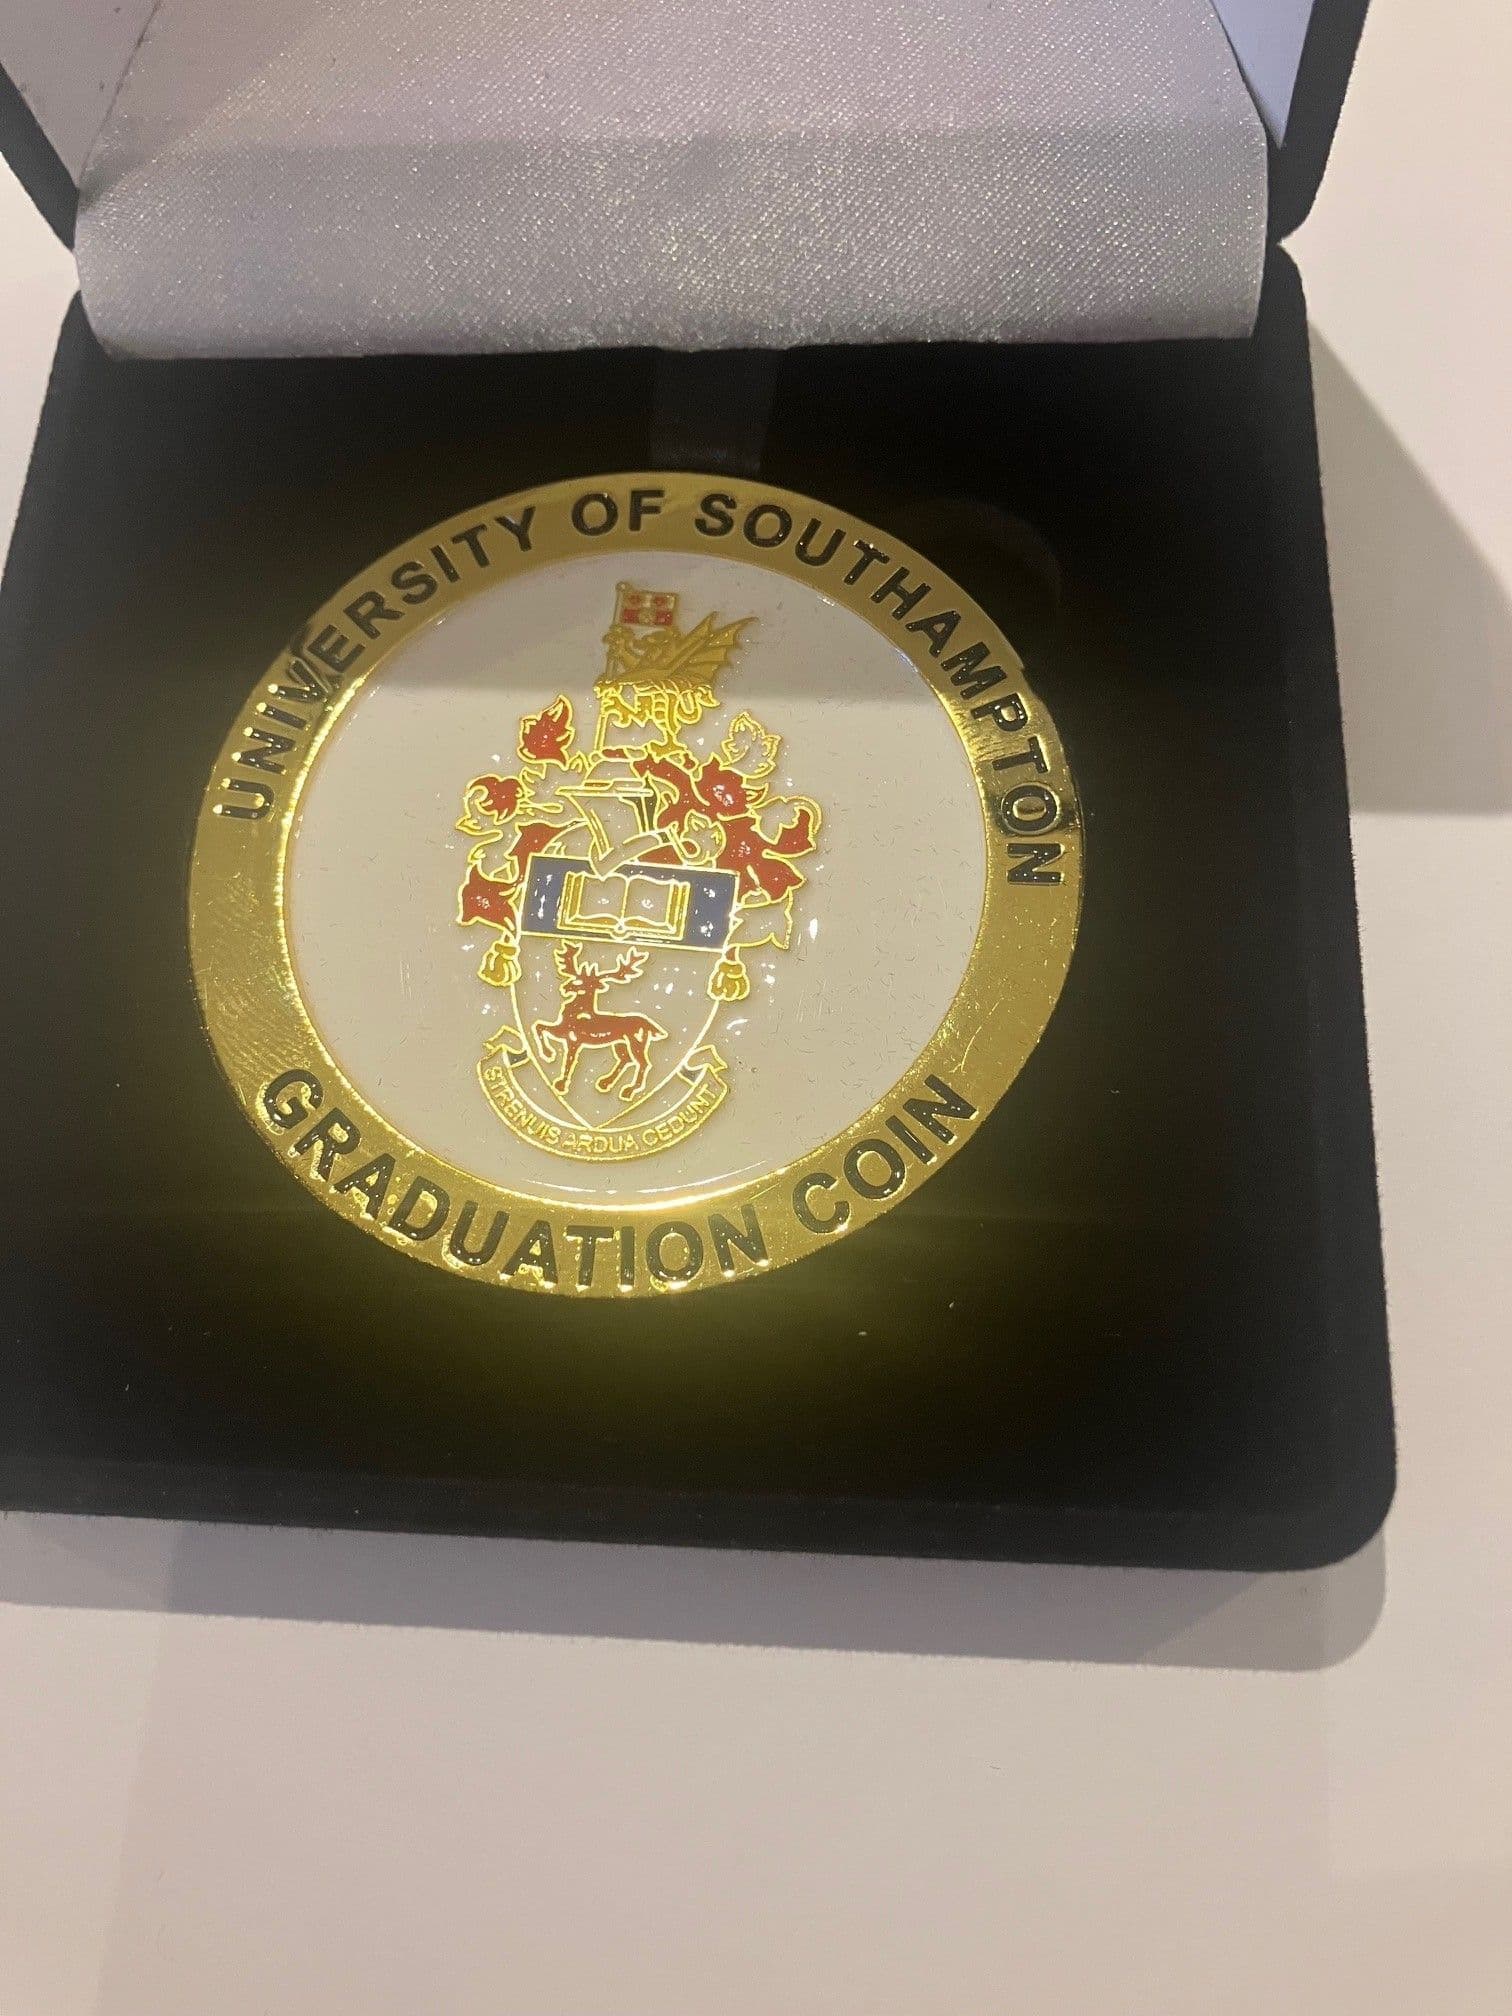 UNIVERSITY OF SOUTHAMPTON
STRENUIS ARDUA CEDUNT
GRADUATION COIN